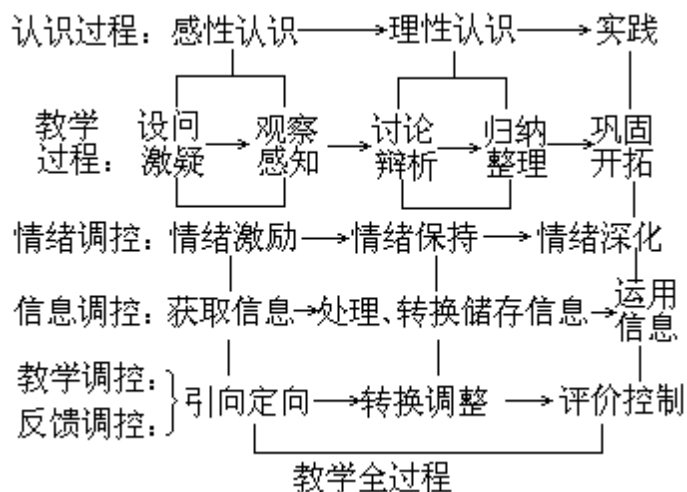 认识过程：感性认识 理性认识 实践
教学过程： 设问激疑 观察感知 讨论辩析 归纳整理 巩固开拓
情绪调控：情绪激励 情绪保持 情绪深化
信息调控：获取信息 处理、转换储存信息 运用信息
教学调控：
反馈调控：
引向定向 转换调整 评价控制
教学全过程